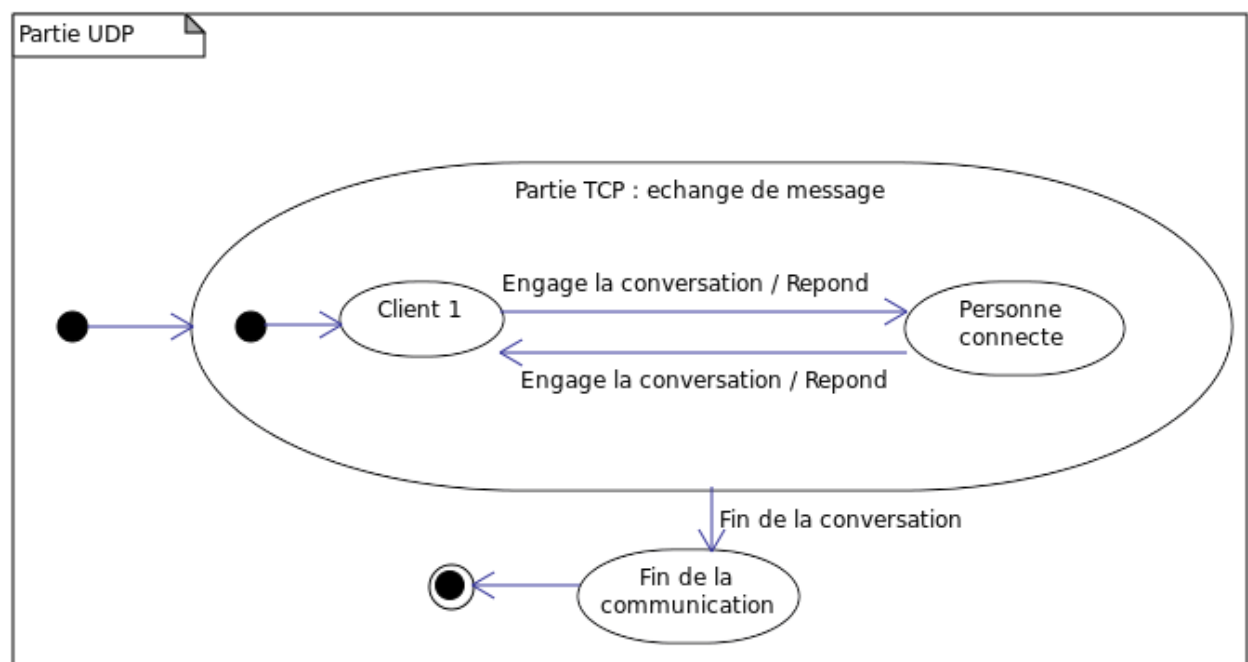 Partie UDP
Partie TCP : echange de message
Engage la conversation / Repond
Client 1
Personne
connecte
Engage la conversation / Repond
Fin de la conversation
Fin de la
communication